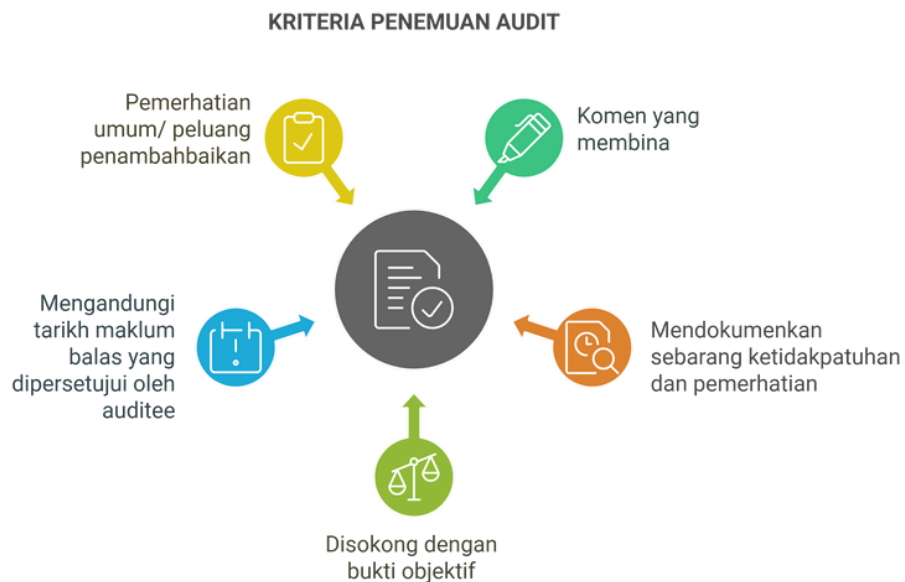 KRITERIA PENEMUAN AUDIT
Pemerhatian
umum/ peluang
penambahbaikan
Komen yang
membina
Mengandungi
tarikh maklum
balas yang
dipersetujui oleh
auditee
Mendokumenkan
sebarang ketidakpatuhan
dan pemerhatian
Disokong dengan
bukti objektif